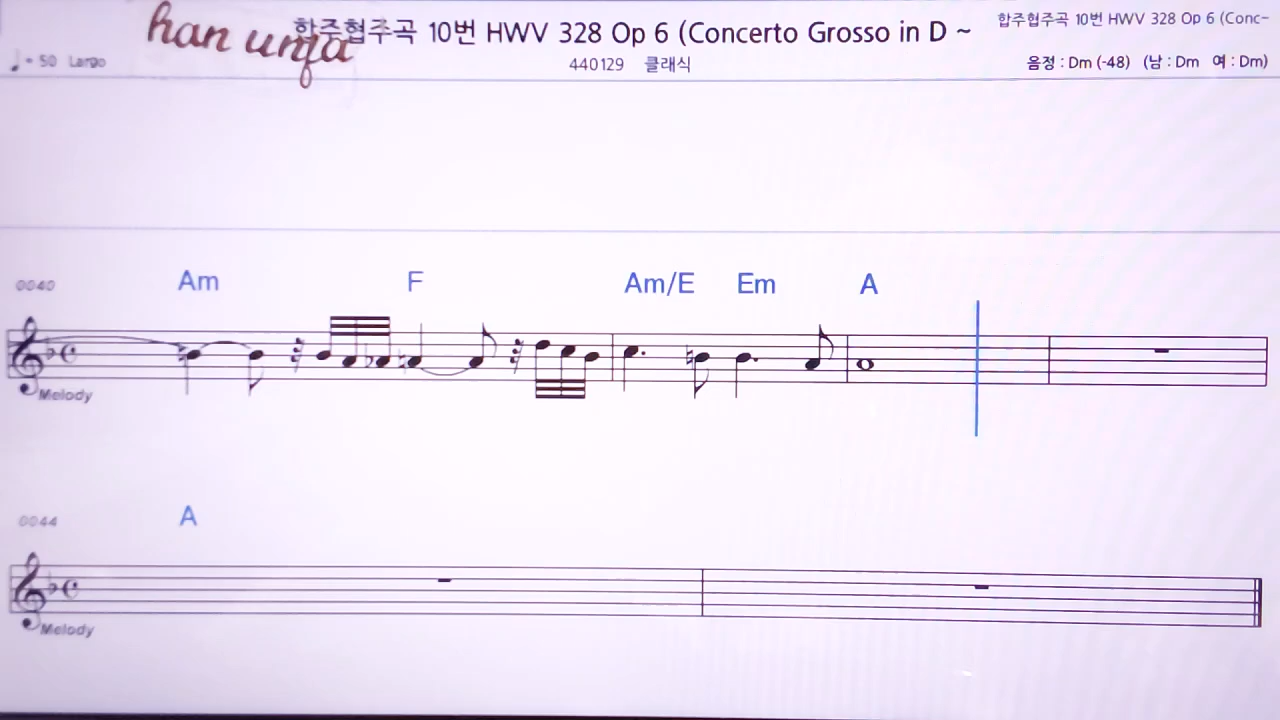 han unfa
합주협주곡 10번 HWV 328 Op 6 (Concerto Grosso in D ~
합주협주곡 10번 HWV 328 Op 6 (Conc~
♩ = 50 Largo
440129 클래식
음정 : Dm (-48) (남 : Dm 여 : Dm)
0040 Am F Am/E Em A
Melody
0044 A
Melody